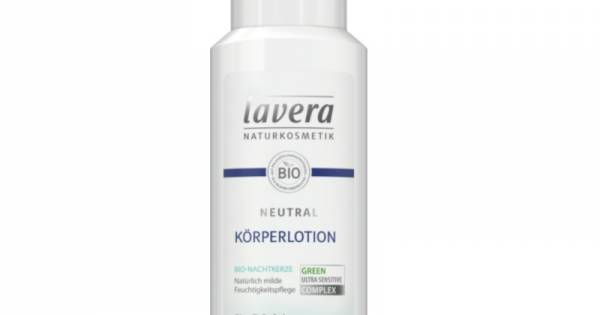 lavera
NATURKOSMETIK
BIO
NEUTRAL
KÖRPERLOTION
BIO-NACHTKERZE
Natürlich milde
Feuchtigkeitspflege
GREEN
ULTRA SENSITIVE
COMPLEX